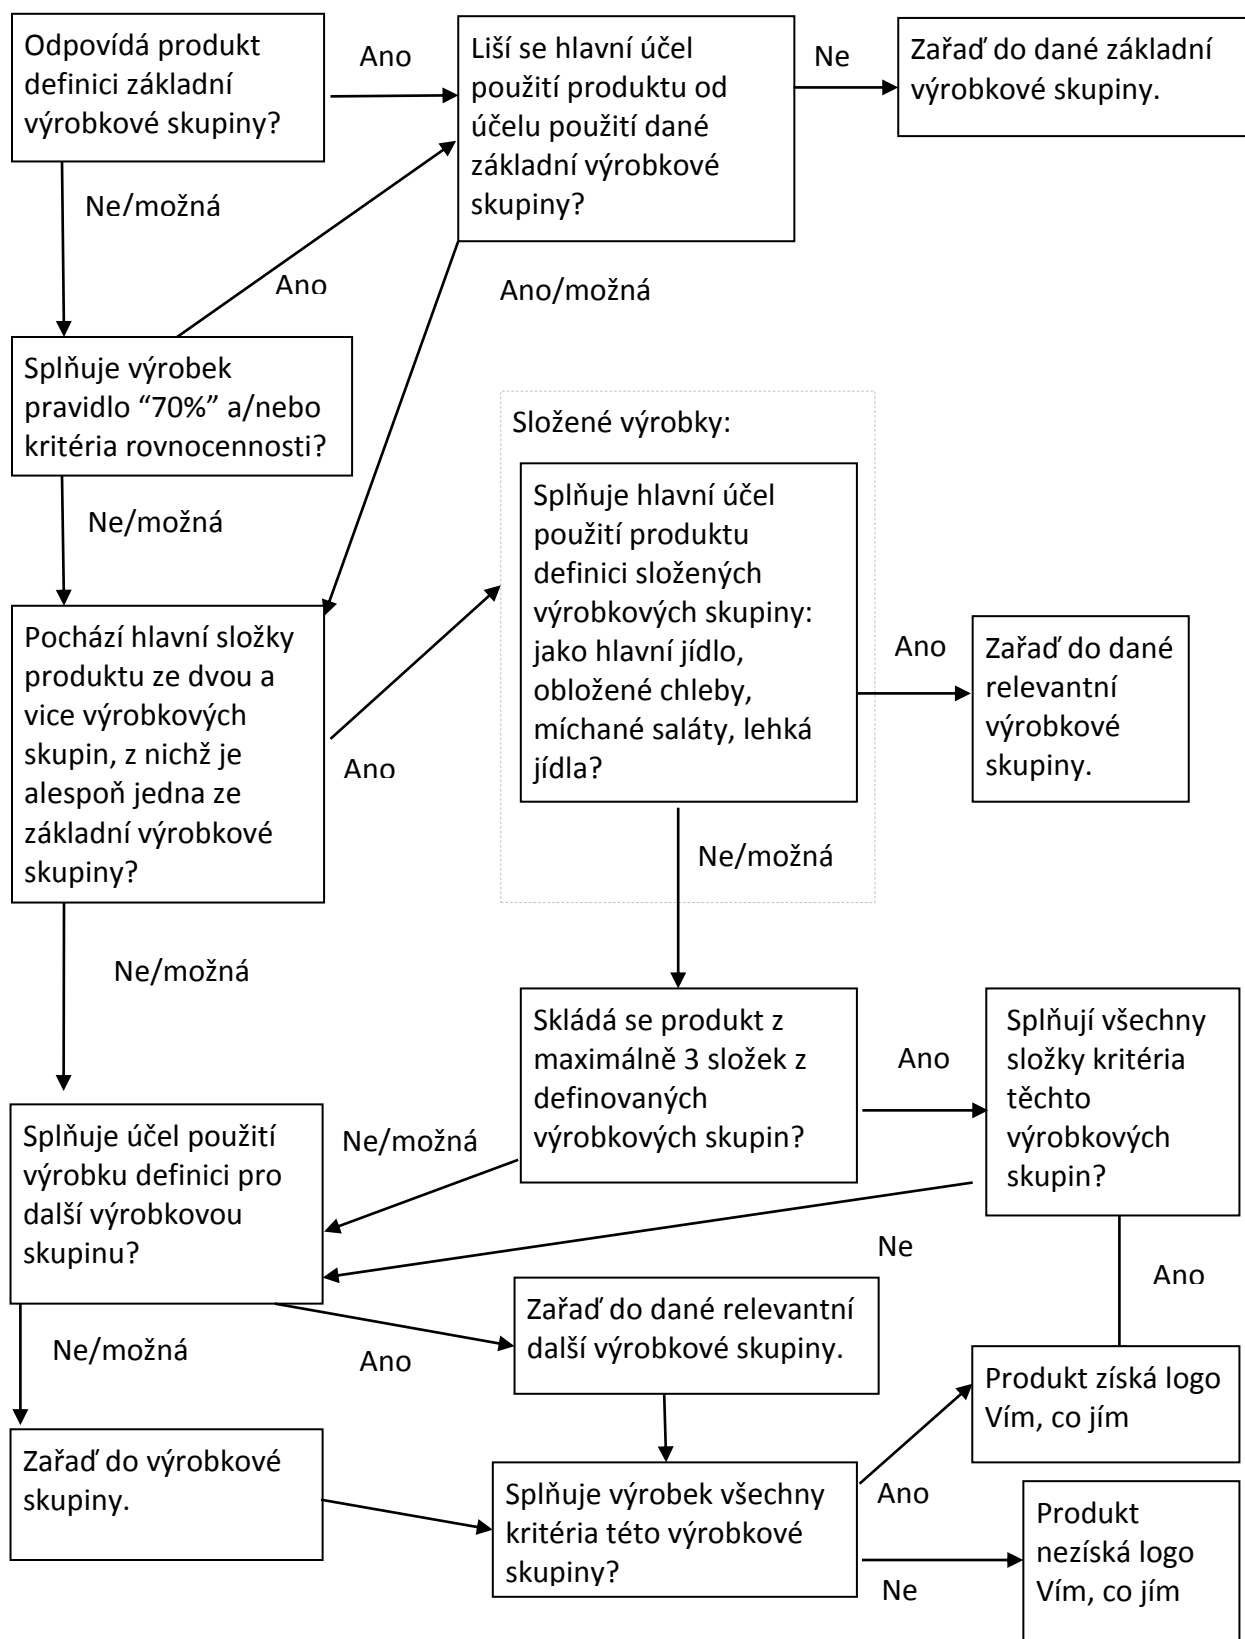 Odpovídá produkt
definici základní
výrobkové skupiny?
Ano
Liší se hlavní účel
použití produktu od
účelu použití dané
základní výrobkové
skupiny?
Ne
Zařaď do dané základní
výrobkové skupiny.
Ne/možná
Ano
Ano/možná
Splňuje výrobek
pravidlo “70%” a/nebo
kritéria rovnocennosti?
Ne/možná
Složené výrobky:
Splňuje hlavní účel
použití produktu
definici složených
výrobkových skupiny:
jako hlavní jídlo,
obložené chleby,
míchané saláty, lehká
jídla?
Pochází hlavní složky
produktu ze dvou a
vice výrobkových
skupin, z nichž je
alespoň jedna ze
základní výrobkové
skupiny?
Ano
Ano
Zařaď do dané
relevantní
výrobkové
skupiny.
Ne/možná
Ne/možná
Skládá se produkt z
maximálně 3 složek z
definovaných
výrobkových skupin?
Ano
Splňují všechny
složky kritéria
těchto
výrobkových
skupin?
Ne/možná
Splňuje účel použití
výrobku definici pro
další výrobkovou
skupinu?
Ne
Ano
Ne/možná
Ano
Zařaď do dané relevantní
další výrobkové skupiny.
Produkt získá logo
Vím, co jím
Zařaď do výrobkové
skupiny.
Splňuje výrobek všechny
kritéria této výrobkové
skupiny?
Ano
Ne
Produkt
nezíská logo
Vím, co jím